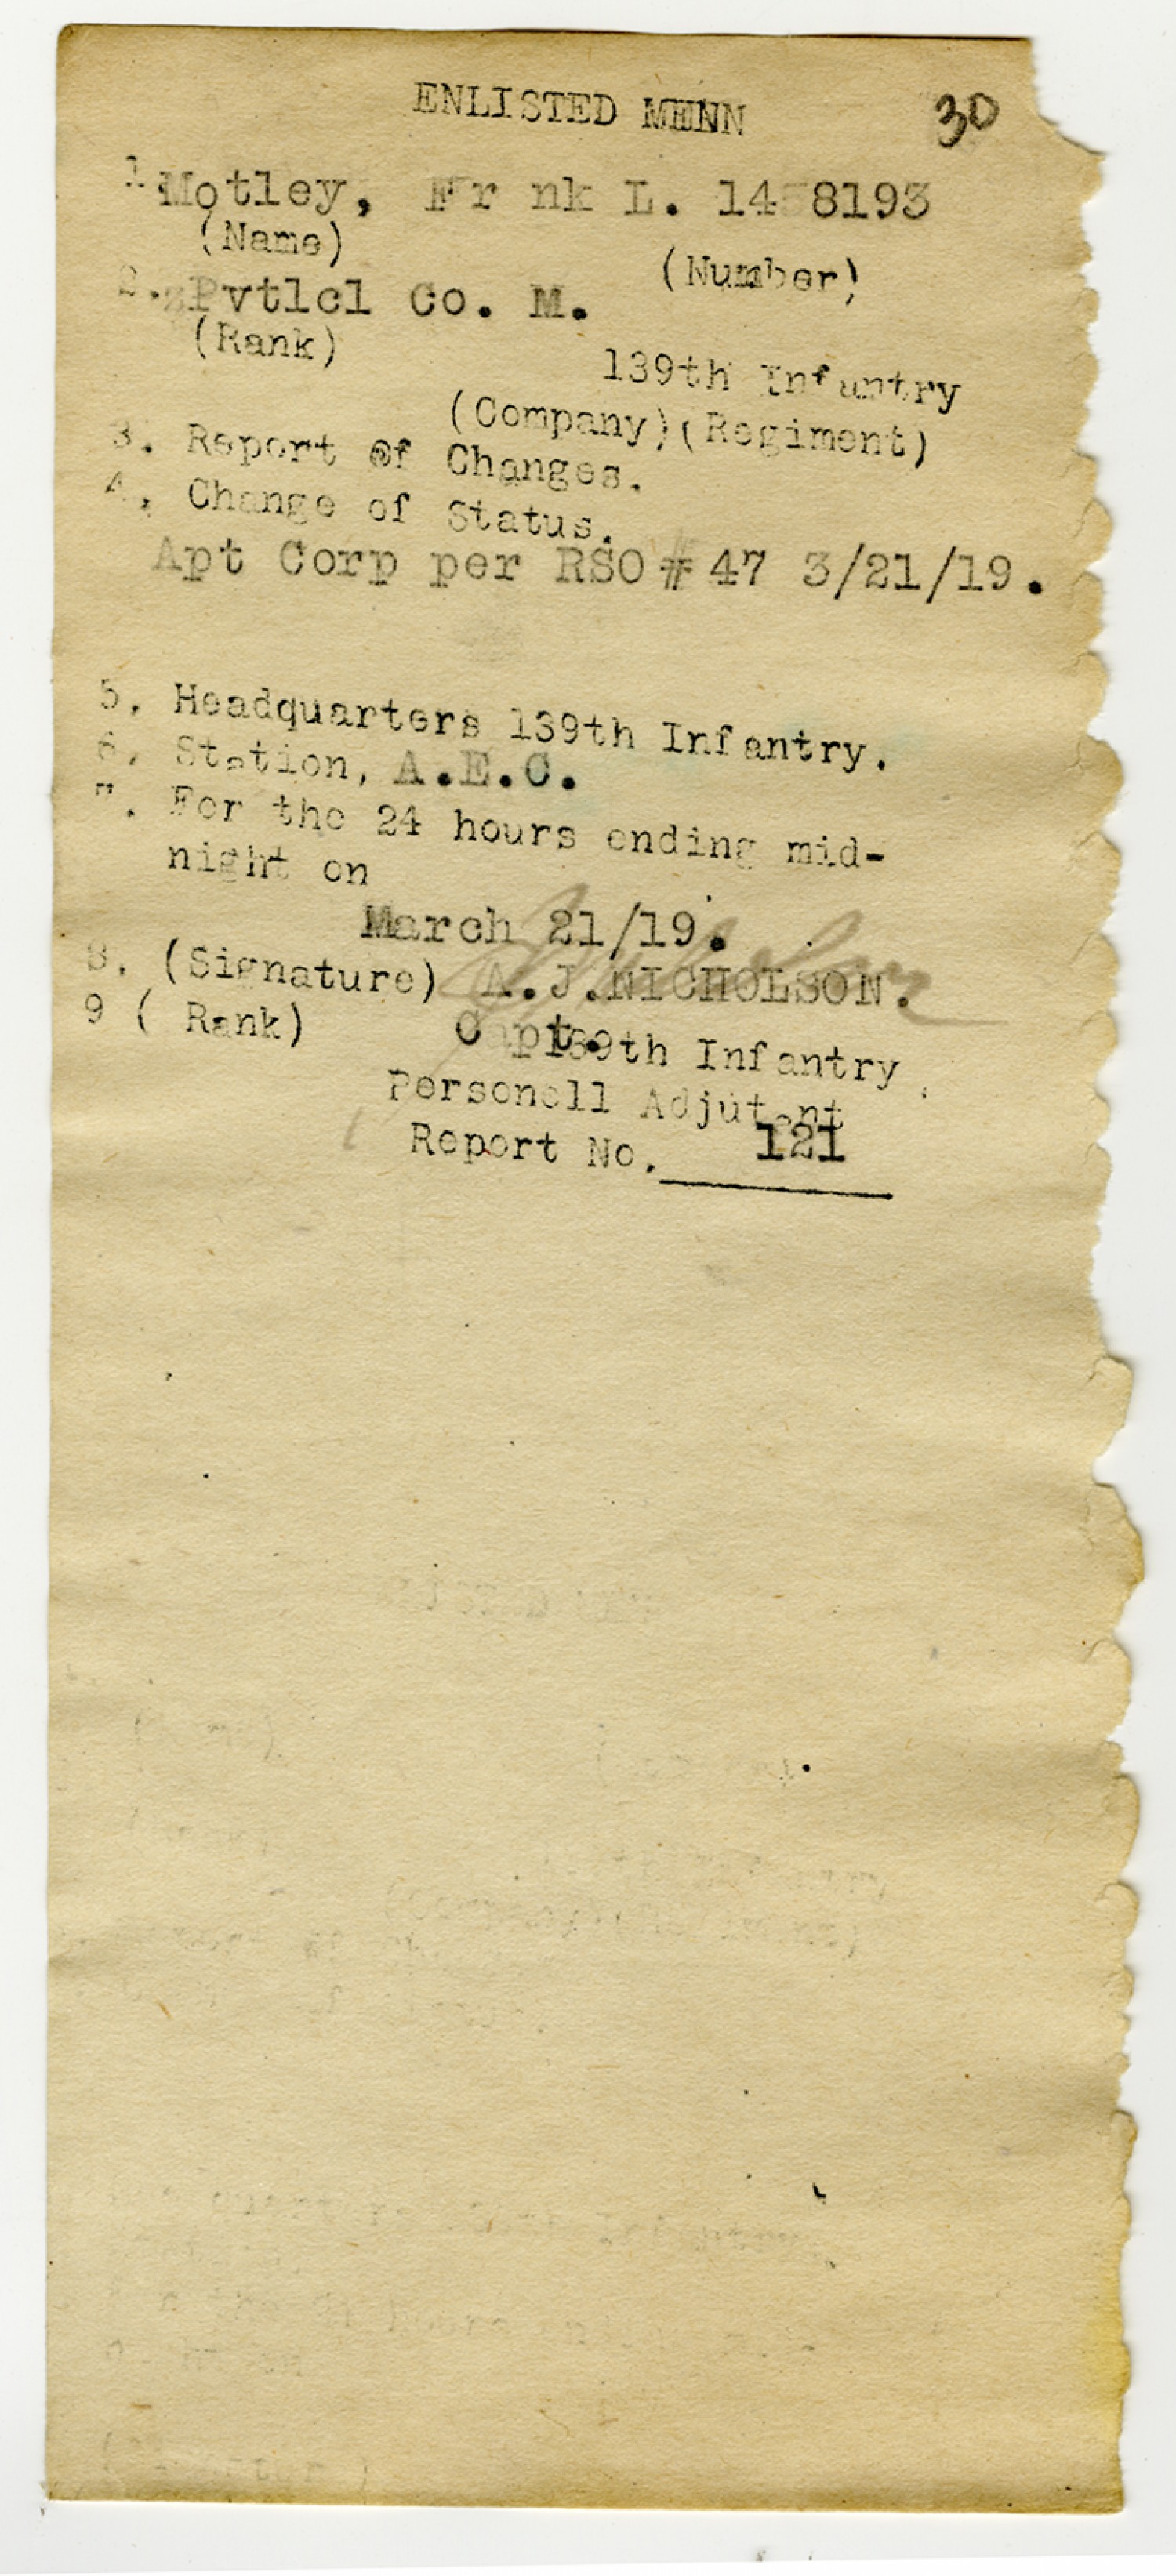 ENLISTED MENN 30
1. Motley, Fr nk L. 14 8193
(Name) (Number)
2. Pvt1cl Co. M.
(Rank) 139th Infantry
(Company)(Regiment)
3. Report of Changes.
4. Change of Status.
Apt Corp per RSO # 47 3/21/19.
5. Headquarters 139th Infantry.
6. Station, A.E.C.
7. For the 24 hours ending mid-
night on
March 21/19.
8. (Signature) A.J.NICHOLSON.
9 ( Rank) Capt. 139th Infantry
Personell Adjutant
Report No. 121